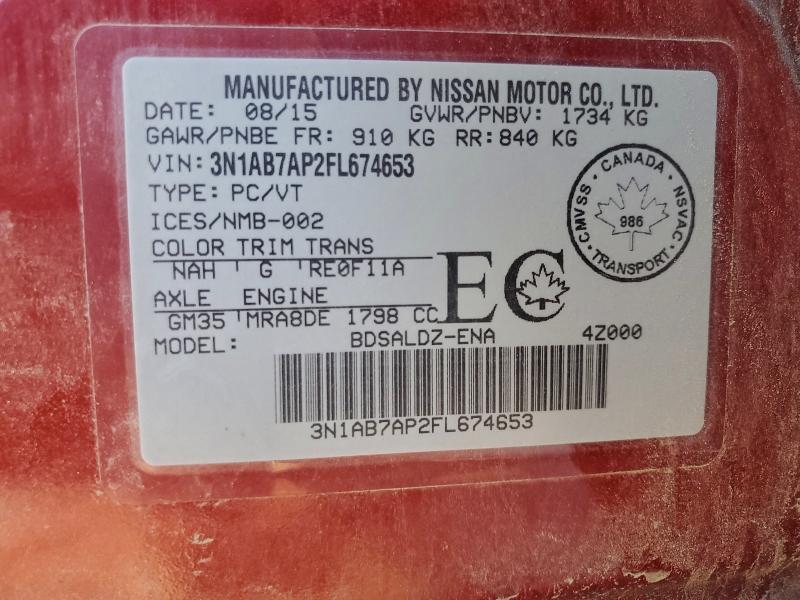 MANUFACTURED BY NISSAN MOTOR CO., LTD.
DATE: 08/15 GVWR/PNBV: 1734 KG
GAWR/PNBE FR: 910 KG RR: 840 KG
VIN: 3N1AB7AP2FL674653
TYPE: PC/VT
ICES/NMB-002
COLOR TRIM TRANS
NAH G RE0F11A
AXLE ENGINE
GM35 MRA8DE 1798 CC
EC
MODEL: BDSALDZ-ENA 4Z000
3N1AB7AP2FL674653
CANADA
CMVSS · NSVAC
986
TRANSPORT